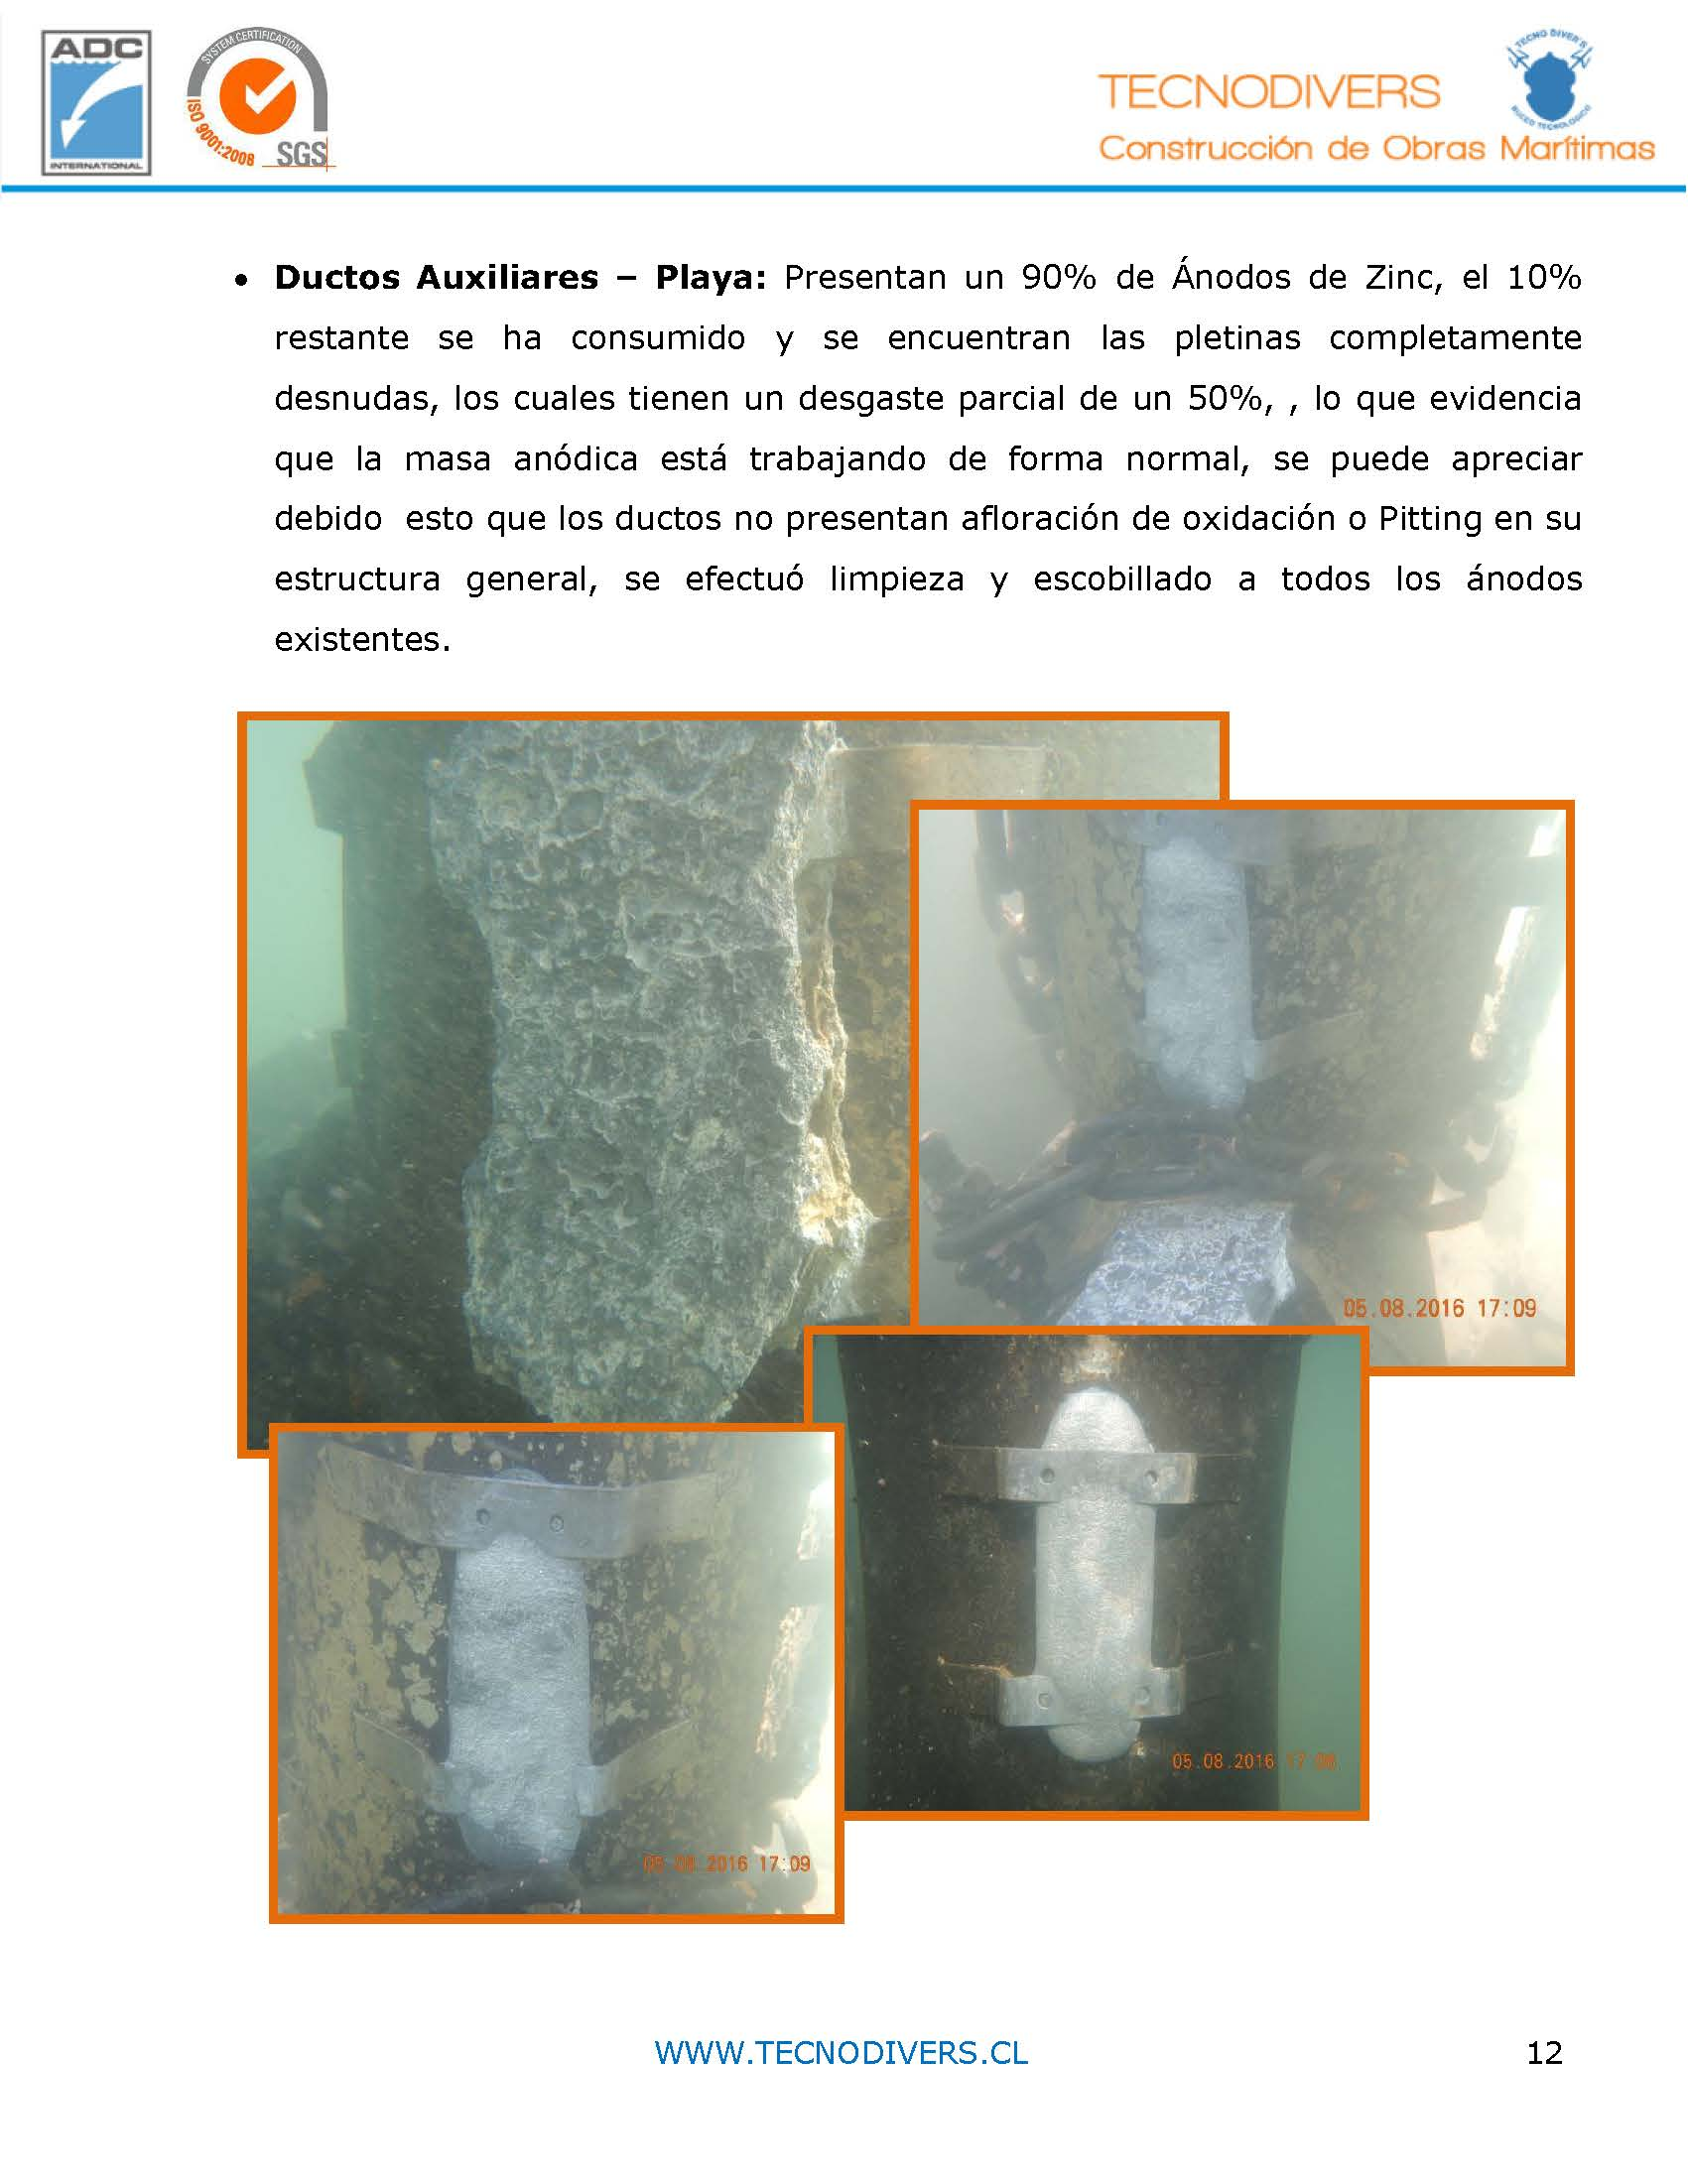 ADC
INTERNATIONAL
SYSTEM CERTIFICATION
ISO 9001:2008
SGS
TECNODIVERS
TECNO DIVER'S
BUCEO TECNOLOGICO
Construcción de Obras Marítimas
• Ductos Auxiliares – Playa: Presentan un 90% de Ánodos de Zinc, el 10%
restante se ha consumido y se encuentran las pletinas completamente
desnudas, los cuales tienen un desgaste parcial de un 50%, , lo que evidencia
que la masa anódica está trabajando de forma normal, se puede apreciar
debido esto que los ductos no presentan afloración de oxidación o Pitting en su
estructura general, se efectuó limpieza y escobillado a todos los ánodos
existentes.
05.08.2016 17:09
05.08.2016
2016 17:09
WWW.TECNODIVERS.CL
12